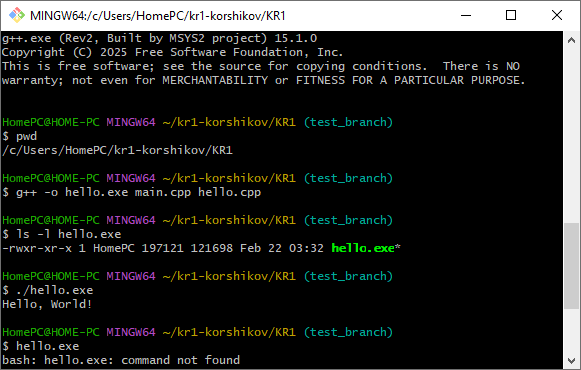 MINGW64:/c/Users/HomePC/kr1-korshikov/KR1
g++.exe (Rev2, Built by MSYS2 project) 15.1.0
Copyright (C) 2025 Free Software Foundation, Inc.
This is free software; see the source for copying conditions.  There is NO
warranty; not even for MERCHANTABILITY or FITNESS FOR A PARTICULAR PURPOSE.
HomePC@HOME-PC MINGW64 ~/kr1-korshikov/KR1 (test_branch)
$ pwd
/c/Users/HomePC/kr1-korshikov/KR1
HomePC@HOME-PC MINGW64 ~/kr1-korshikov/KR1 (test_branch)
$ g++ -o hello.exe main.cpp hello.cpp
HomePC@HOME-PC MINGW64 ~/kr1-korshikov/KR1 (test_branch)
$ ls -l hello.exe
-rwxr-xr-x 1 HomePC 197121 121698 Feb 22 03:32 hello.exe*
HomePC@HOME-PC MINGW64 ~/kr1-korshikov/KR1 (test_branch)
$ ./hello.exe
Hello, World!
HomePC@HOME-PC MINGW64 ~/kr1-korshikov/KR1 (test_branch)
$ hello.exe
bash: hello.exe: command not found